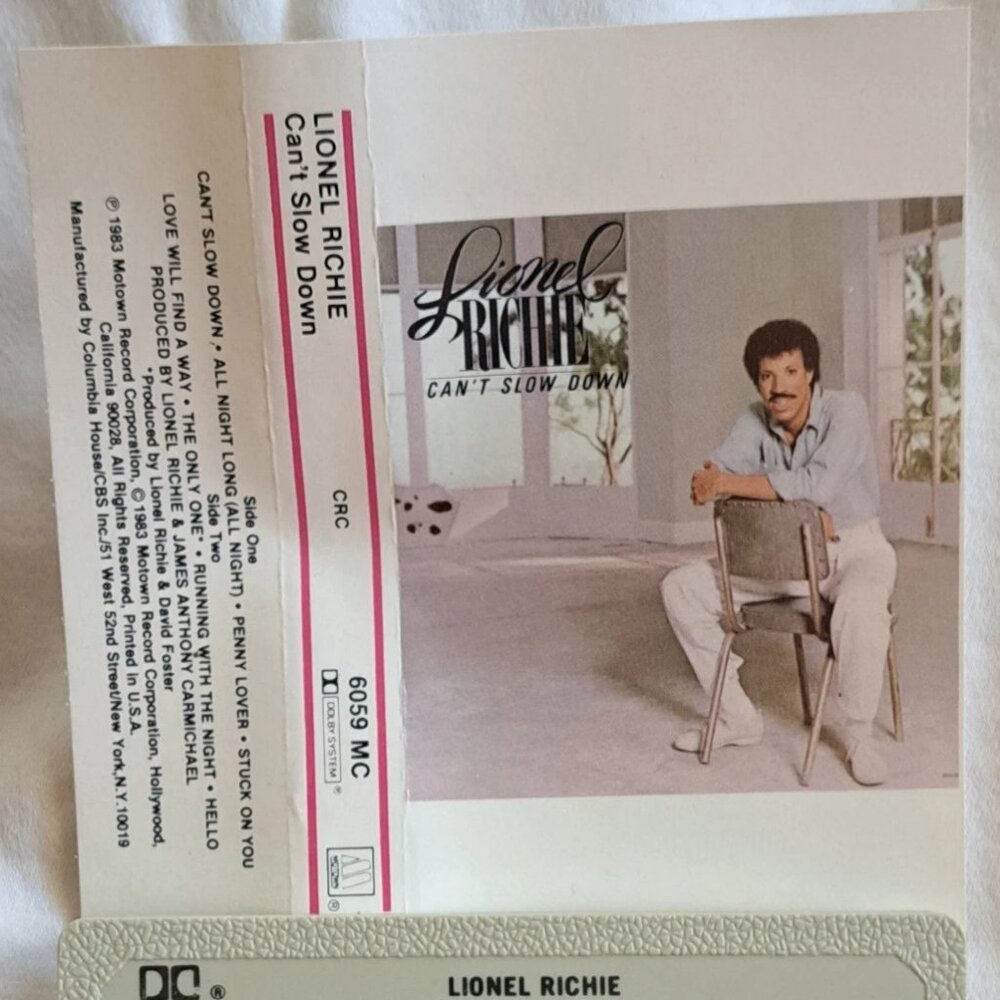 Lionel
RICHIE
CAN'T SLOW DOWN
LIONEL RICHIE
Can't Slow Down
CRC
6059 MC
DOLBY SYSTEM ®
MOTOWN ®
Side One
CAN'T SLOW DOWN • ALL NIGHT LONG (ALL NIGHT) • PENNY LOVER • STUCK ON YOU
Side Two
LOVE WILL FIND A WAY • THE ONLY ONE* • RUNNING WITH THE NIGHT • HELLO
PRODUCED BY LIONEL RICHIE & JAMES ANTHONY CARMICHAEL
*Produced by Lionel Richie & David Foster
℗ 1983 Motown Record Corporation, © 1983 Motown Record Corporation, Hollywood,
California 90028, All Rights Reserved, Printed in U.S.A.
Manufactured by Columbia House/CBS Inc./51 West 52nd Street/New York,N.Y.10019
®
LIONEL RICHIE